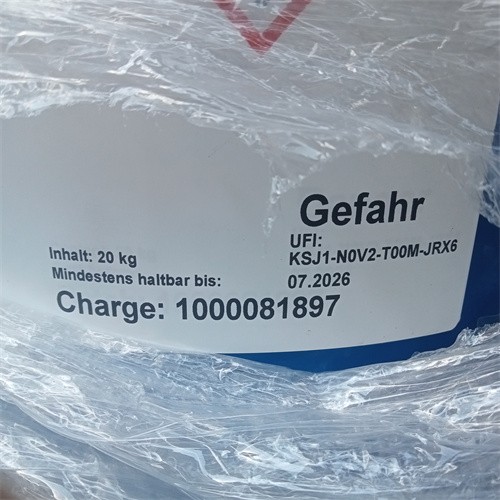 Gefahr
UFI:
KSJ1-N0V2-T00M-JRX6
Inhalt: 20 kg
Mindestens haltbar bis: 07.2026
Charge: 1000081897